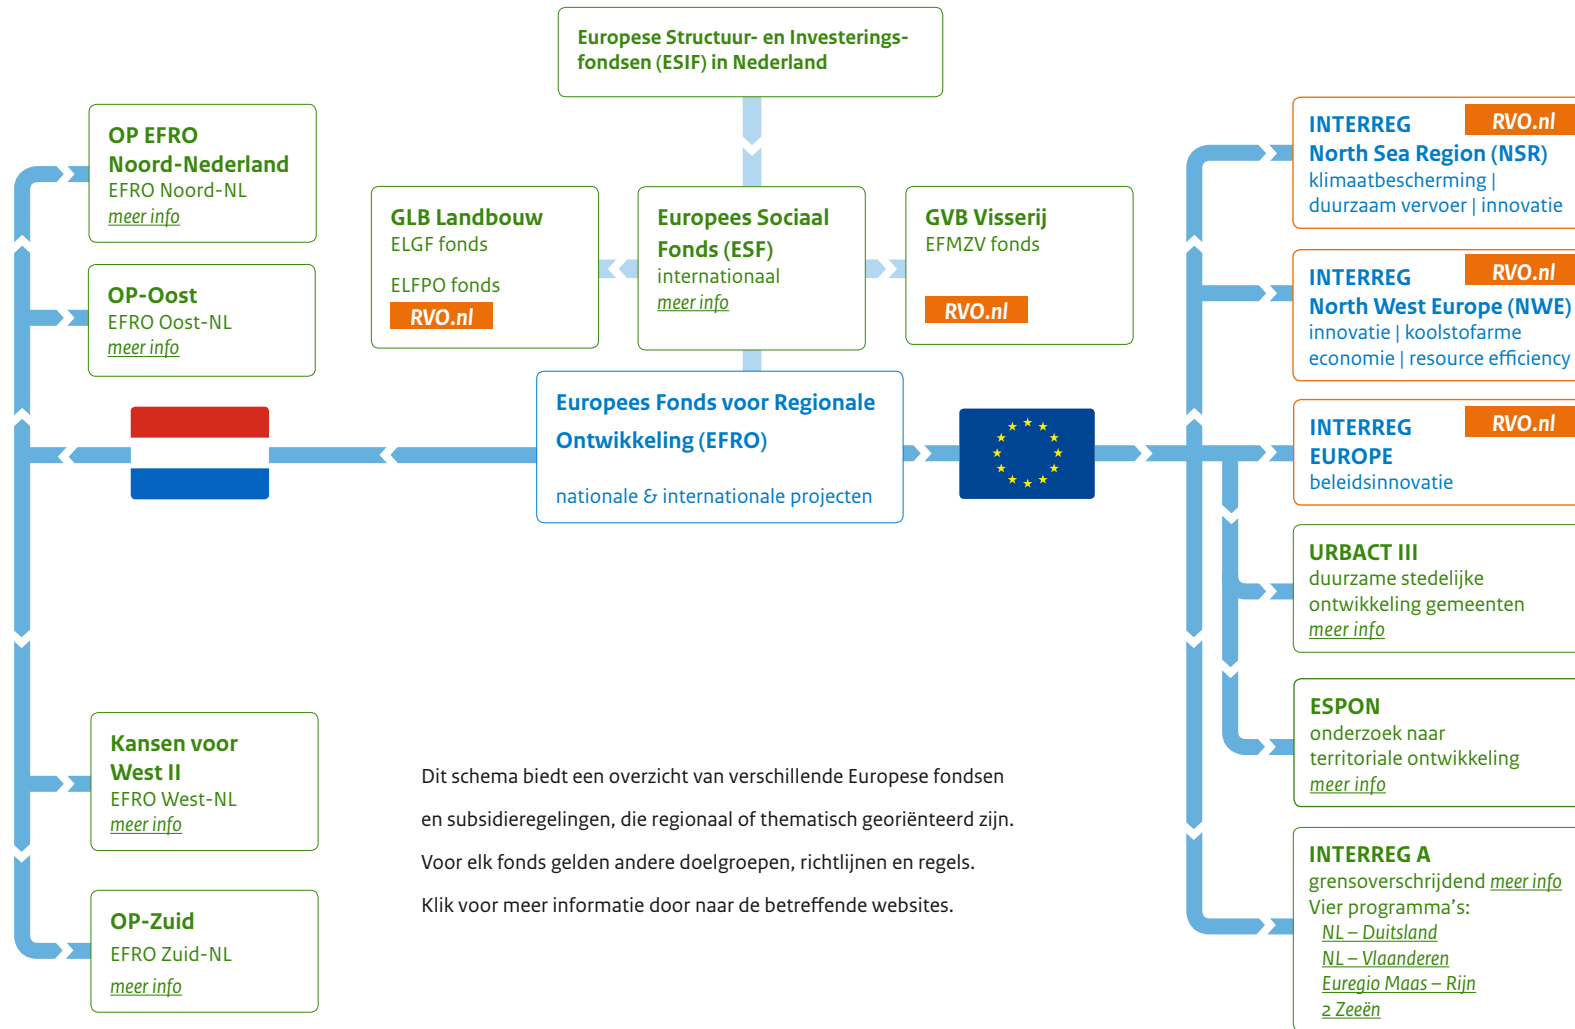 Europese Structuur- en Investerings-
fondsen (ESIF) in Nederland
OP EFRO
Noord-Nederland
EFRO Noord-NL
meer info
OP-Oost
EFRO Oost-NL
meer info
GLB Landbouw
ELGF fonds
ELFPO fonds
RVO.nl
Europees Sociaal
Fonds (ESF)
internationaal
meer info
GVB Visserij
EFMZV fonds
RVO.nl
Europees Fonds voor Regionale
Ontwikkeling (EFRO)
nationale & internationale projecten
Kansen voor
West II
EFRO West-NL
meer info
OP-Zuid
EFRO Zuid-NL
meer info
Dit schema biedt een overzicht van verschillende Europese fondsen
en subsidieregelingen, die regionaal of thematisch georiënteerd zijn.
Voor elk fonds gelden andere doelgroepen, richtlijnen en regels.
Klik voor meer informatie door naar de betreffende websites.
INTERREG RVO.nl
North Sea Region (NSR)
klimaatbescherming |
duurzaam vervoer | innovatie
INTERREG RVO.nl
North West Europe (NWE)
innovatie | koolstofarme
economie | resource efficiency
INTERREG RVO.nl
EUROPE
beleidsinnovatie
URBACT III
duurzame stedelijke
ontwikkeling gemeenten
meer info
ESPON
onderzoek naar
territoriale ontwikkeling
meer info
INTERREG A
grensoverschrijdend meer info
Vier programma's:
NL – Duitsland
NL – Vlaanderen
Euregio Maas – Rijn
2 Zeeën